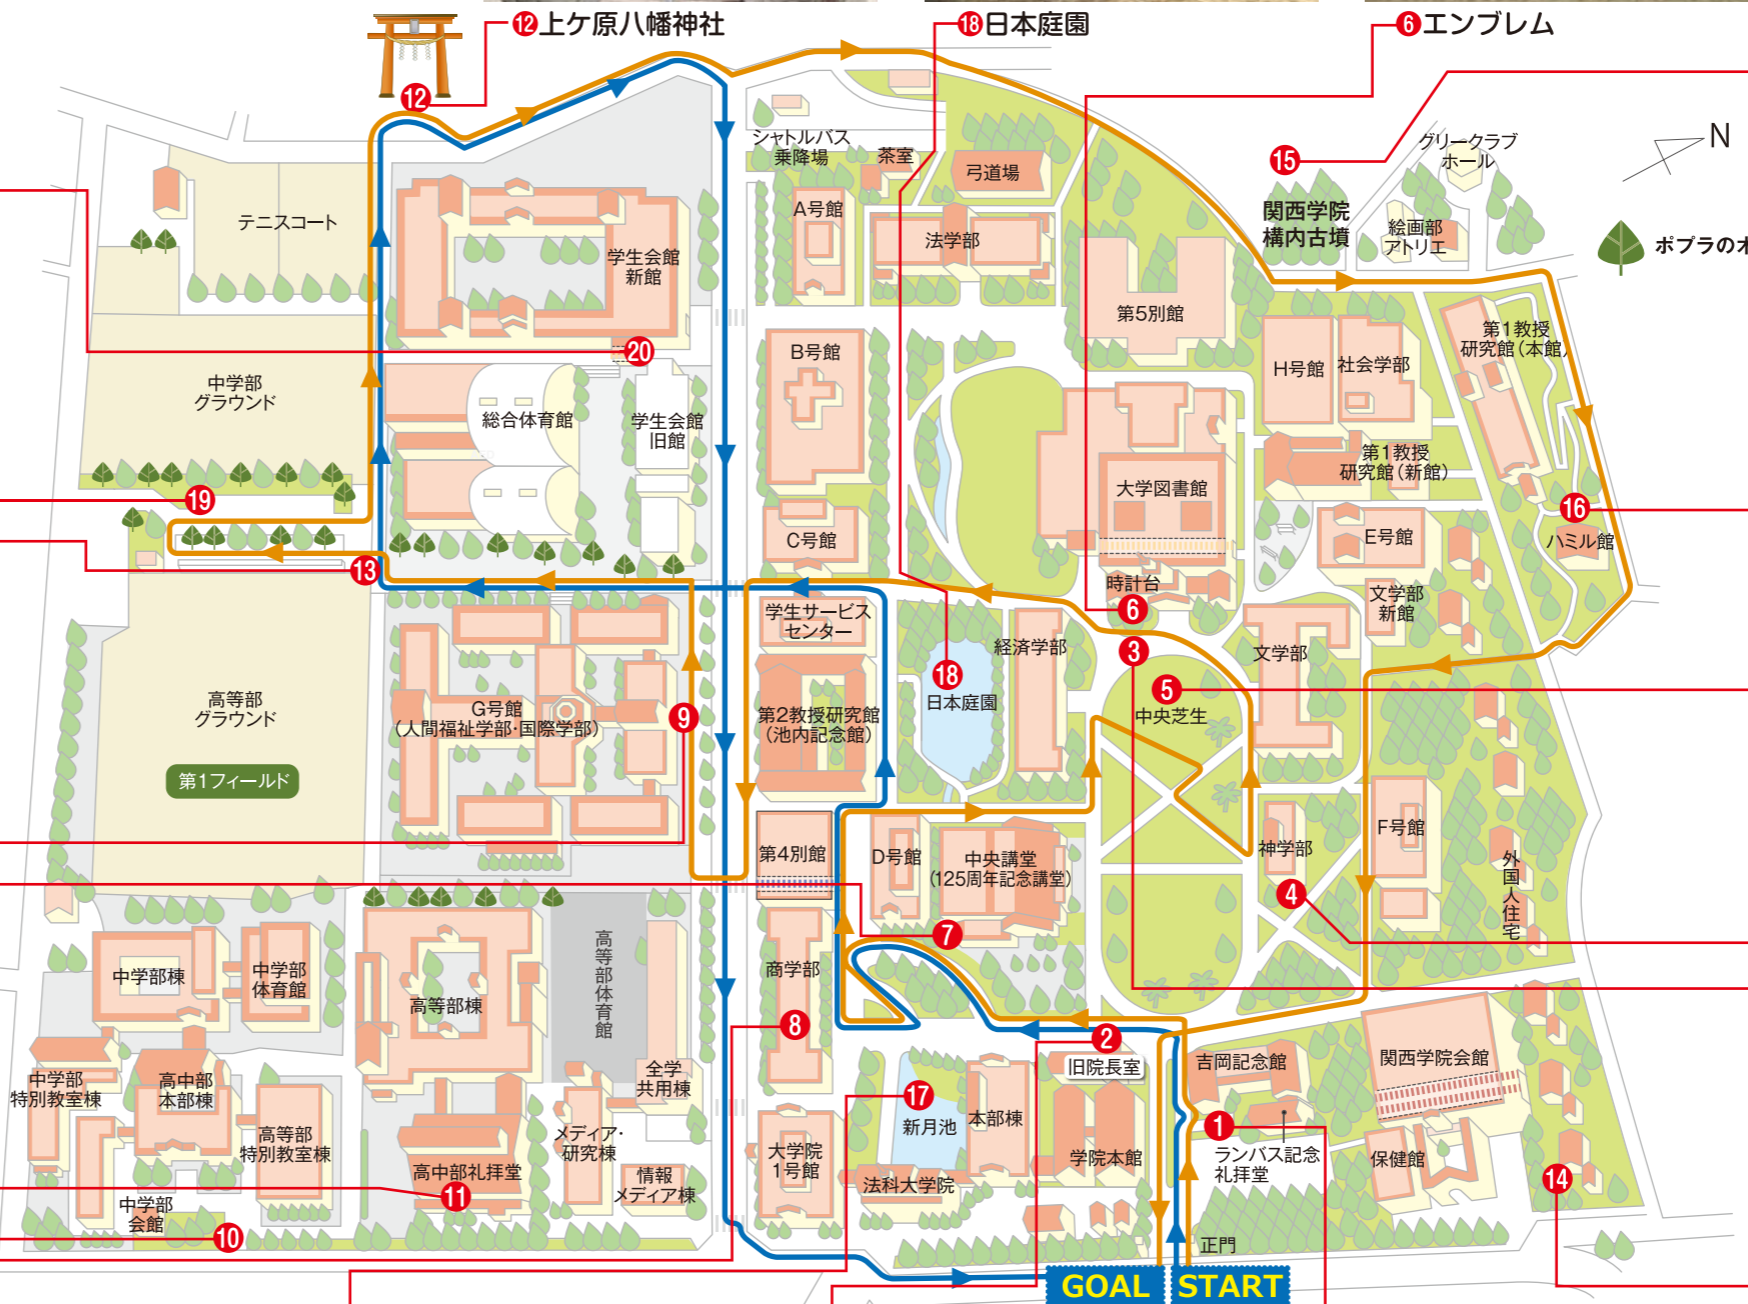 ⑫上ケ原八幡神社
⑱日本庭園
⑥エンブレム
⑫
シャトルバス
乗降場
茶室
弓道場
⑮
グリークラブ
ホール
N
関西学院
構内古墳
絵画部
アトリエ
ポプラの木
テニスコート
学生会館
新館
A号館
法学部
第5別館
⑳
中学部
グラウンド
総合体育館
学生会館
旧館
B号館
H号館
社会学部
第1教授
研究館(本館)
第1教授
研究館(新館)
大学図書館
⑲
⑬
C号館
E号館
⑯
ハミル館
時計台
⑥
文学部
新館
学生サービス
センター
経済学部
③
文学部
⑱
日本庭園
⑤
中央芝生
高等部
グラウンド
第1フィールド
G号館
(人間福祉学部・国際学部)
⑨
第2教授研究館
(池内記念館)
第4別館
D号館
中央講堂
(125周年記念講堂)
神学部
④
F号館
外国人住宅
⑦
中学部棟
中学部
体育館
高等部棟
高等部体育館
商学部
⑧
②
旧院長室
吉岡記念館
関西学院会館
中学部
特別教室棟
高中部
本部棟
高等部
特別教室棟
全学
共用棟
メディア・
研究棟
情報
メディア棟
高中部礼拝堂
⑪
中学部
会館
⑩
大学院
1号館
⑰
新月池
本部棟
法科大学院
学院本館
①
ランバス記念
礼拝堂
保健館
⑭
正門
GOAL
START